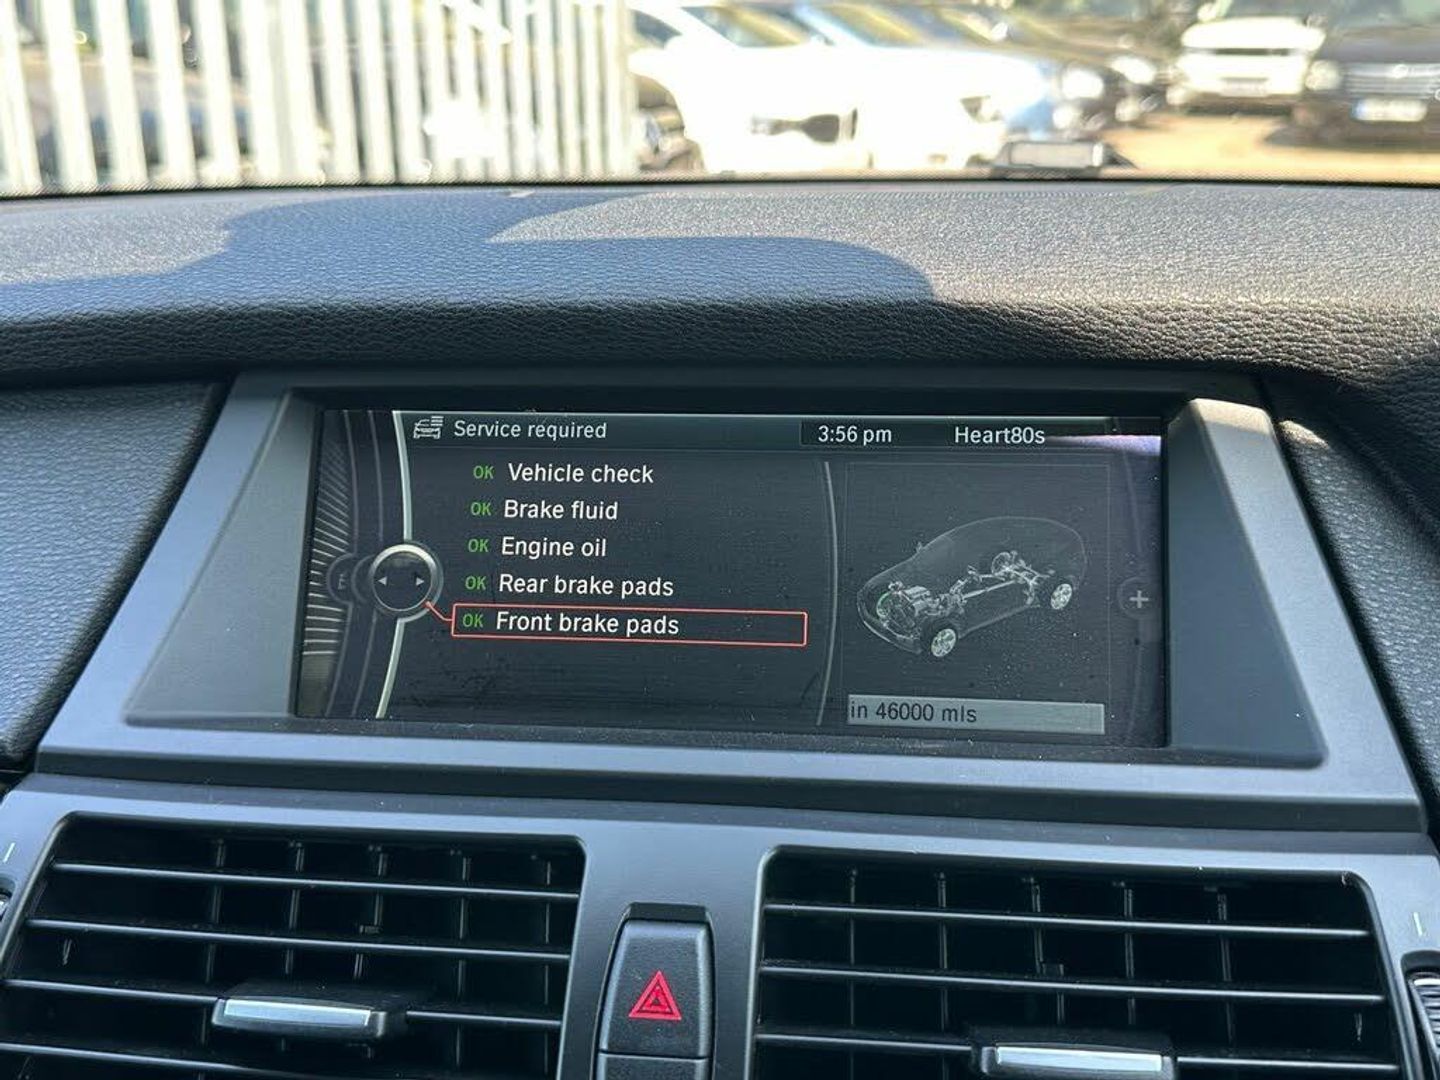 Service required
3:56 pm
Heart80s
OK Vehicle check
OK Brake fluid
OK Engine oil
OK Rear brake pads
OK Front brake pads
in 46000 mls